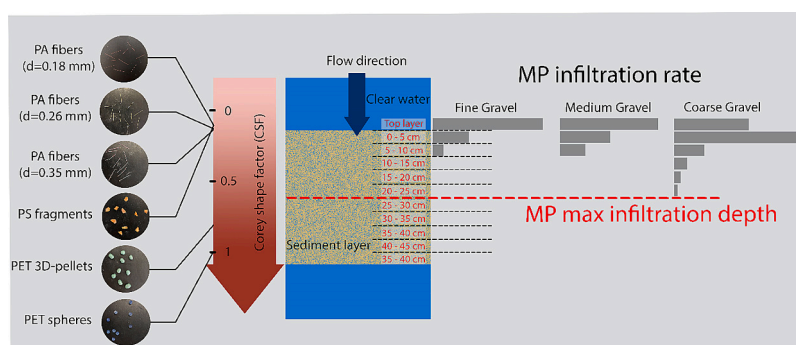 PA fibers
(d=0.18 mm)
PA fibers
(d=0.26 mm)
PA fibers
(d=0.35 mm)
PS fragments
PET 3D-pellets
PET spheres
0
0.5
1
Corey shape factor (CSF)
Flow direction
Clear water
Top layer
0 - 5 cm
5 - 10 cm
10 - 15 cm
15 - 20 cm
20 - 25 cm
25 - 30 cm
30 - 35 cm
35 - 40 cm
40 - 45 cm
35 - 40 cm
Sediment layer
MP infiltration rate
Fine Gravel
Medium Gravel
Coarse Gravel
MP max infiltration depth